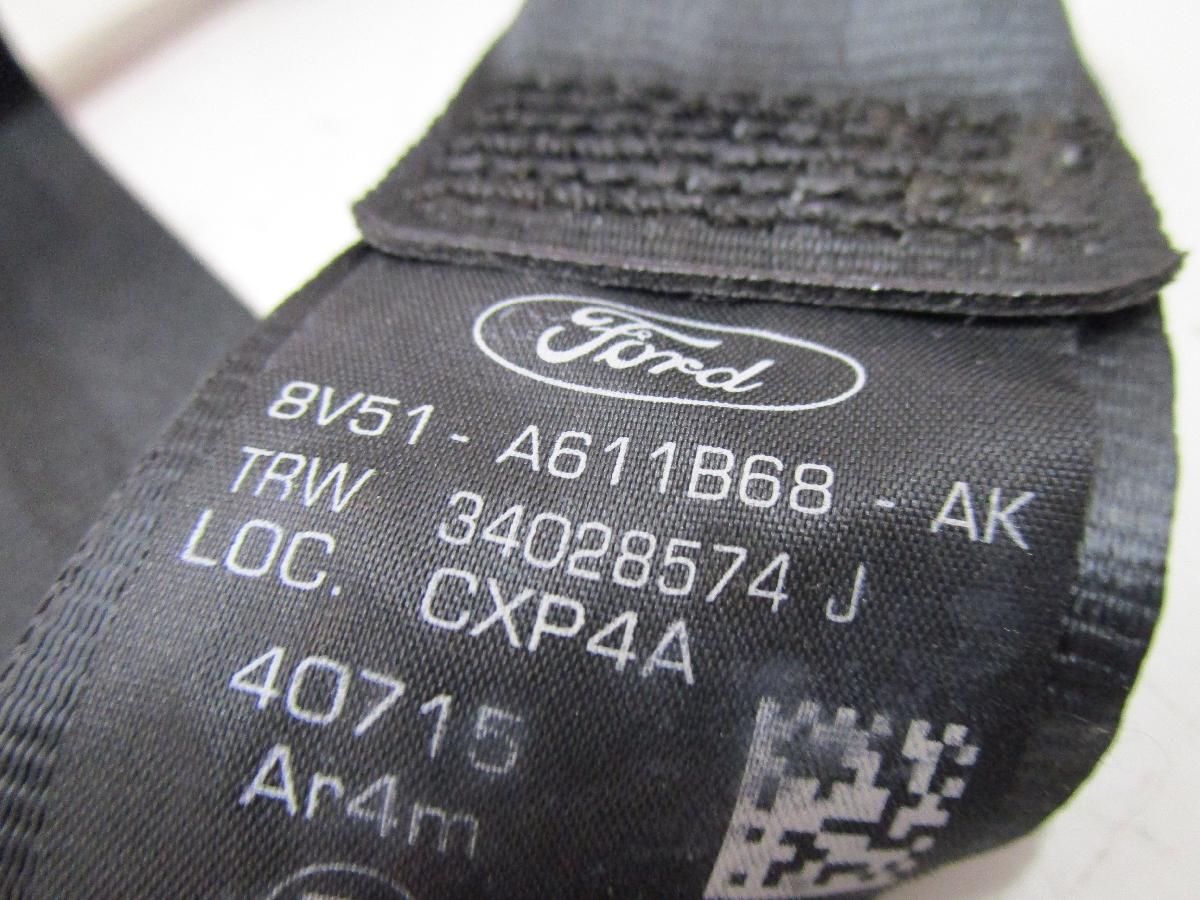 Ford
8V51 - A611B68 - AK
TRW 34028574 J
LOC. CXP4A
40715
Ar4m